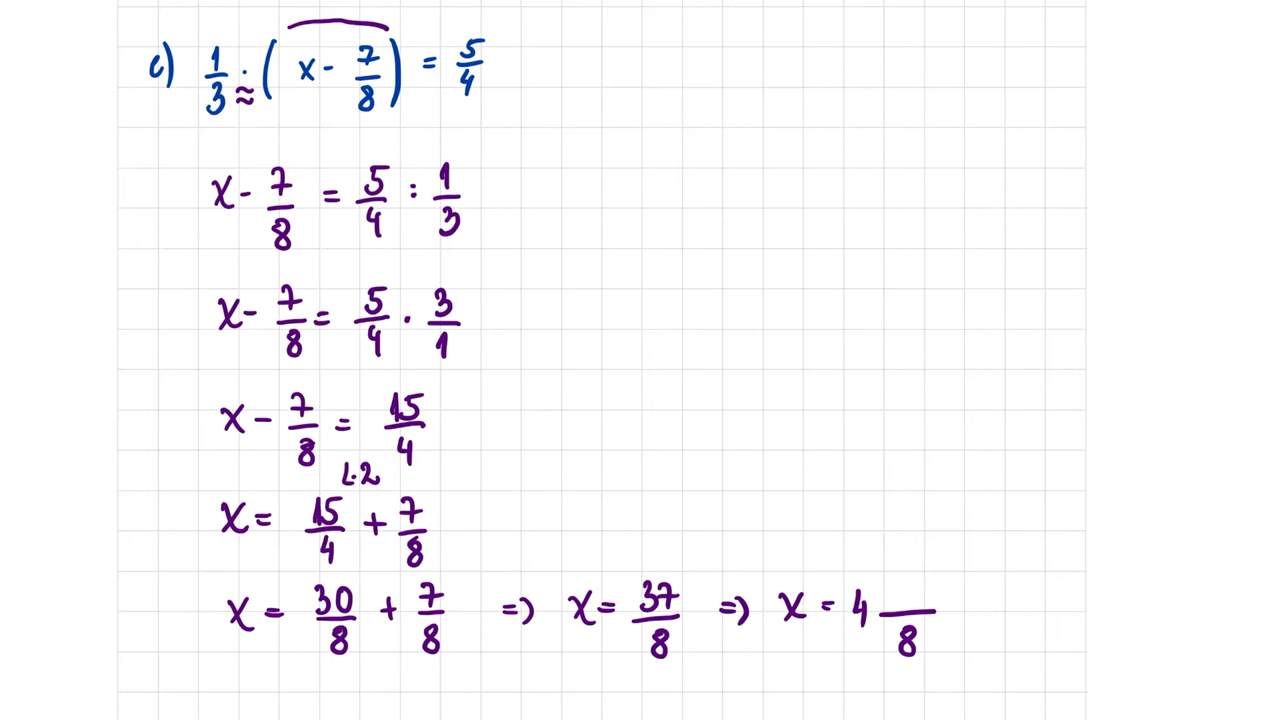 c) 1/3 · (x - 7/8) = 5/4
x - 7/8 = 5/4 : 1/3
x - 7/8 = 5/4 · 3/1
x - 7/8 = 15/4
⌊·2
x = 15/4 + 7/8
x = 30/8 + 7/8 => x = 37/8 => x = 4 _/8